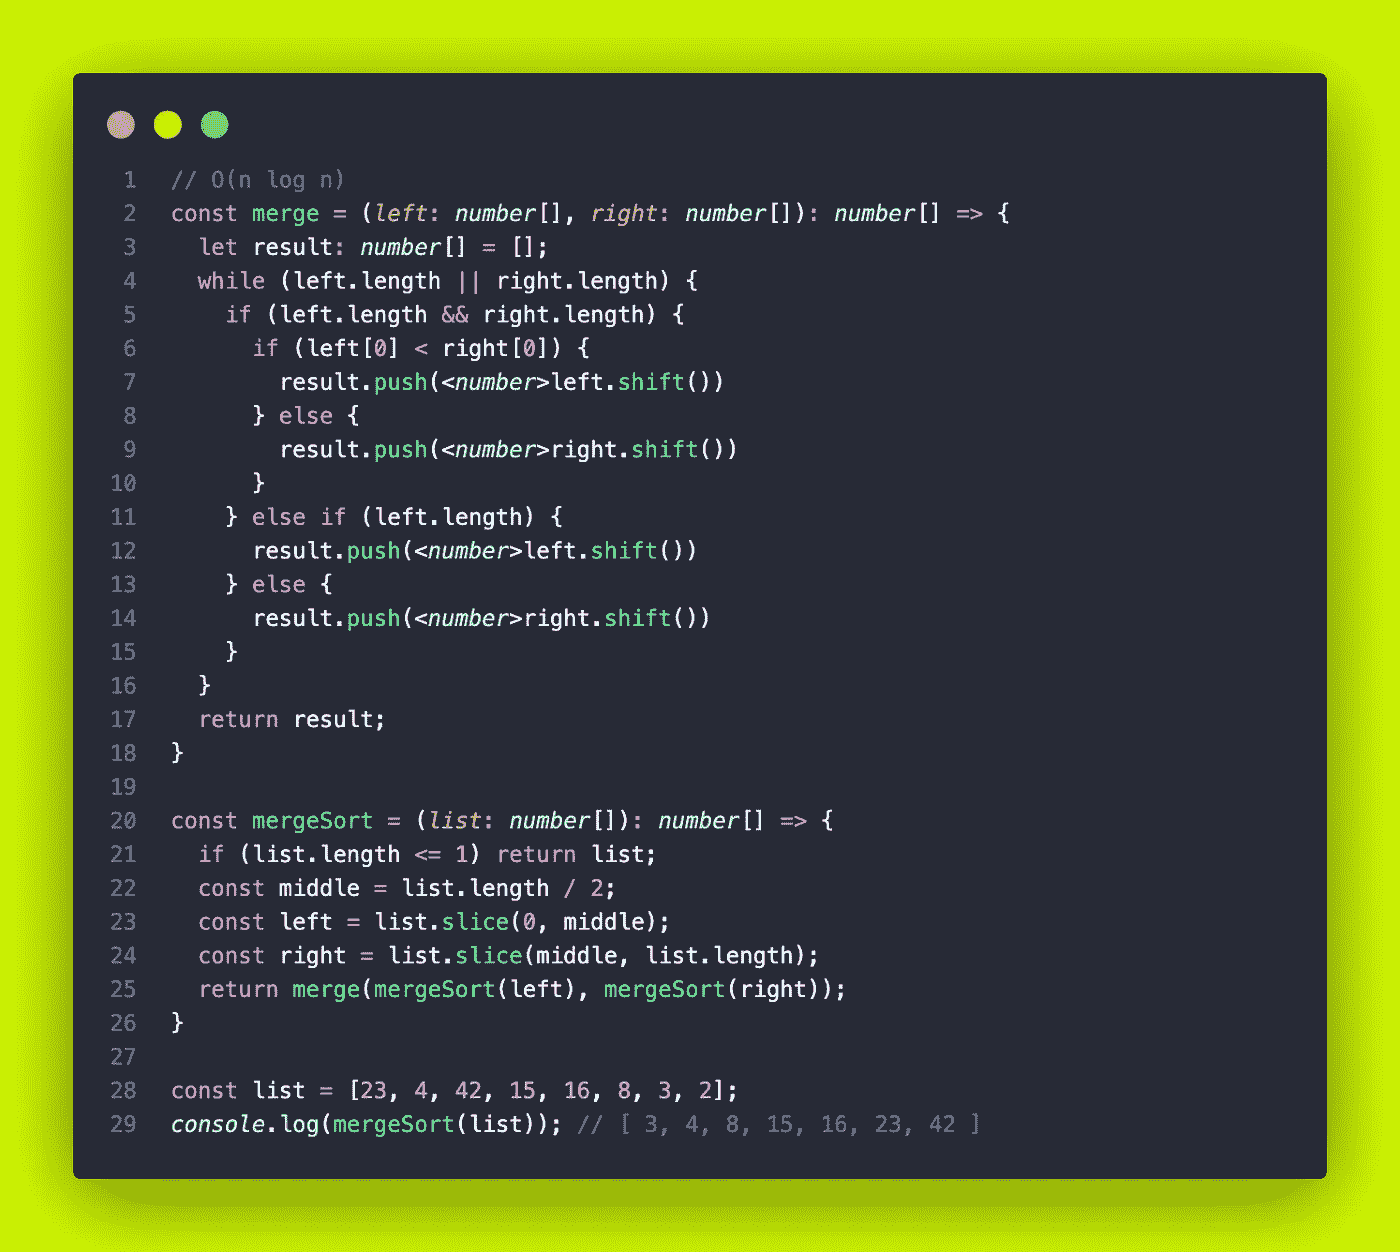 1 // O(n log n)
2 const merge = (left: number[], right: number[]): number[] => {
3   let result: number[] = [];
4   while (left.length || right.length) {
5     if (left.length && right.length) {
6       if (left[0] < right[0]) {
7         result.push(<number>left.shift())
8       } else {
9         result.push(<number>right.shift())
10       }
11     } else if (left.length) {
12       result.push(<number>left.shift())
13     } else {
14       result.push(<number>right.shift())
15     }
16   }
17   return result;
18 }
19
20 const mergeSort = (list: number[]): number[] => {
21   if (list.length <= 1) return list;
22   const middle = list.length / 2;
23   const left = list.slice(0, middle);
24   const right = list.slice(middle, list.length);
25   return merge(mergeSort(left), mergeSort(right));
26 }
27
28 const list = [23, 4, 42, 15, 16, 8, 3, 2];
29 console.log(mergeSort(list)); // [ 3, 4, 8, 15, 16, 23, 42 ]